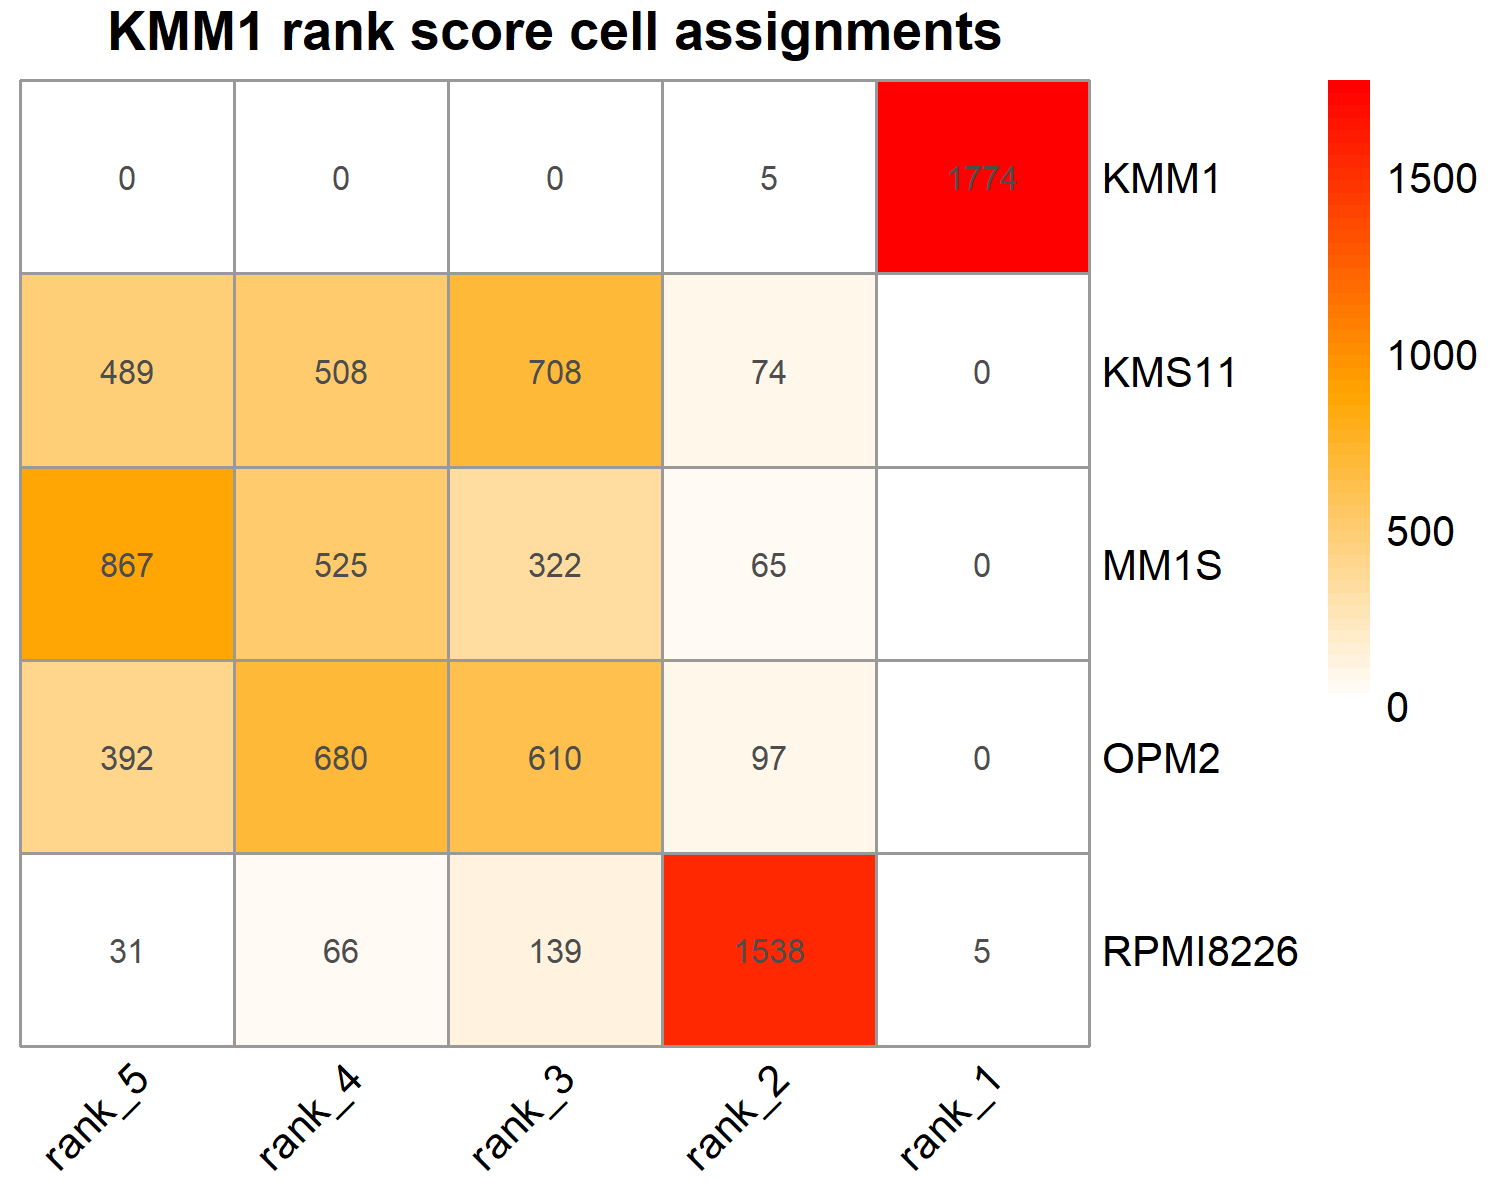 KMM1 rank score cell assignments
0 0 0 5 1774 KMM1
489 508 708 74 0 KMS11
867 525 322 65 0 MM1S
392 680 610 97 0 OPM2
31 66 139 1538 5 RPMI8226
rank_5 rank_4 rank_3 rank_2 rank_1
1500
1000
500
0